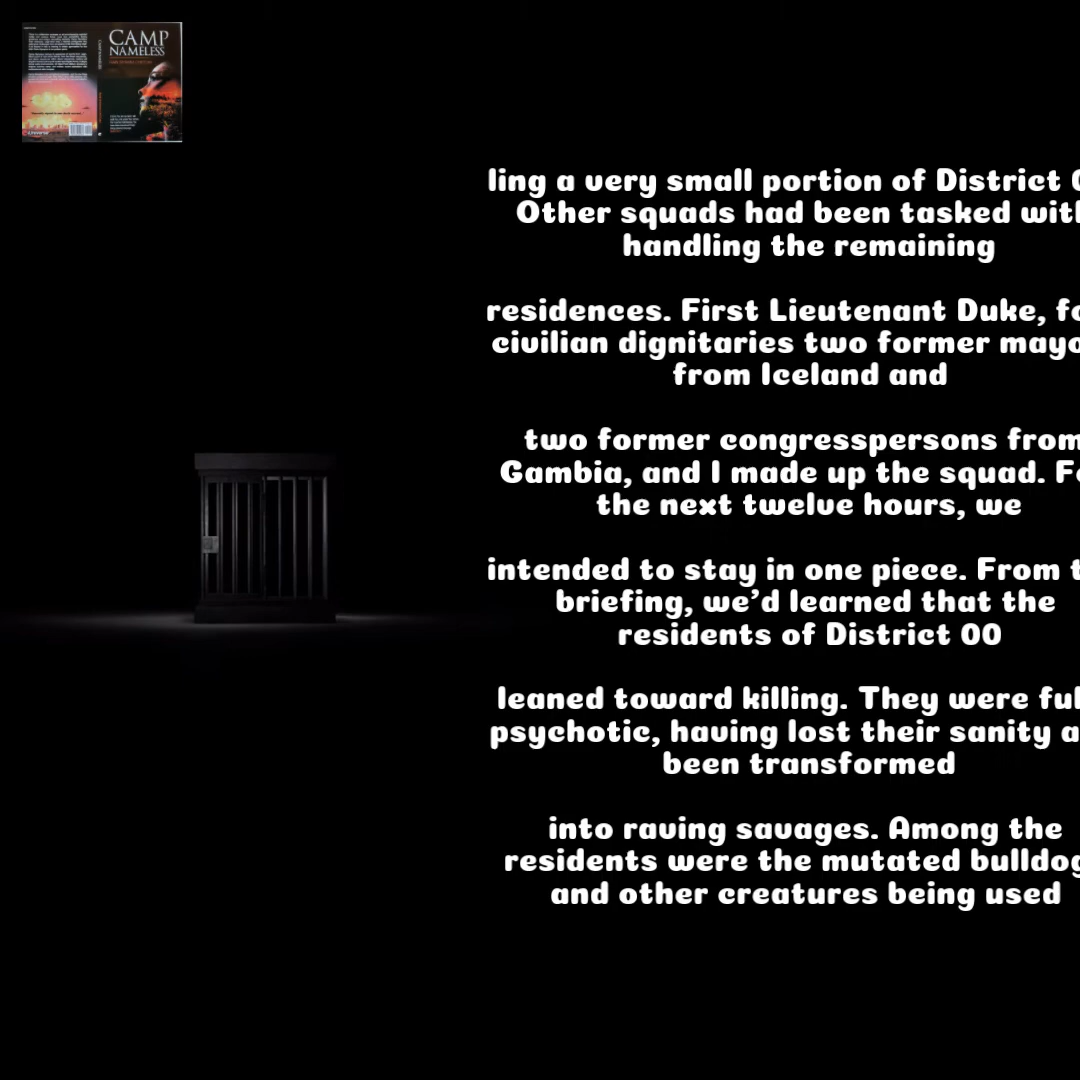 CAMP
NAMELESS
ling a very small portion of District
Other squads had been tasked with
handling the remaining
residences. First Lieutenant Duke, fo
civilian dignitaries two former mayo
from Iceland and
two former congresspersons from
Gambia, and I made up the squad. Fo
the next twelve hours, we
intended to stay in one piece. From t
briefing, we’d learned that the
residents of District 00
leaned toward killing. They were ful
psychotic, having lost their sanity a
been transformed
into raving savages. Among the
residents were the mutated bulldog
and other creatures being used